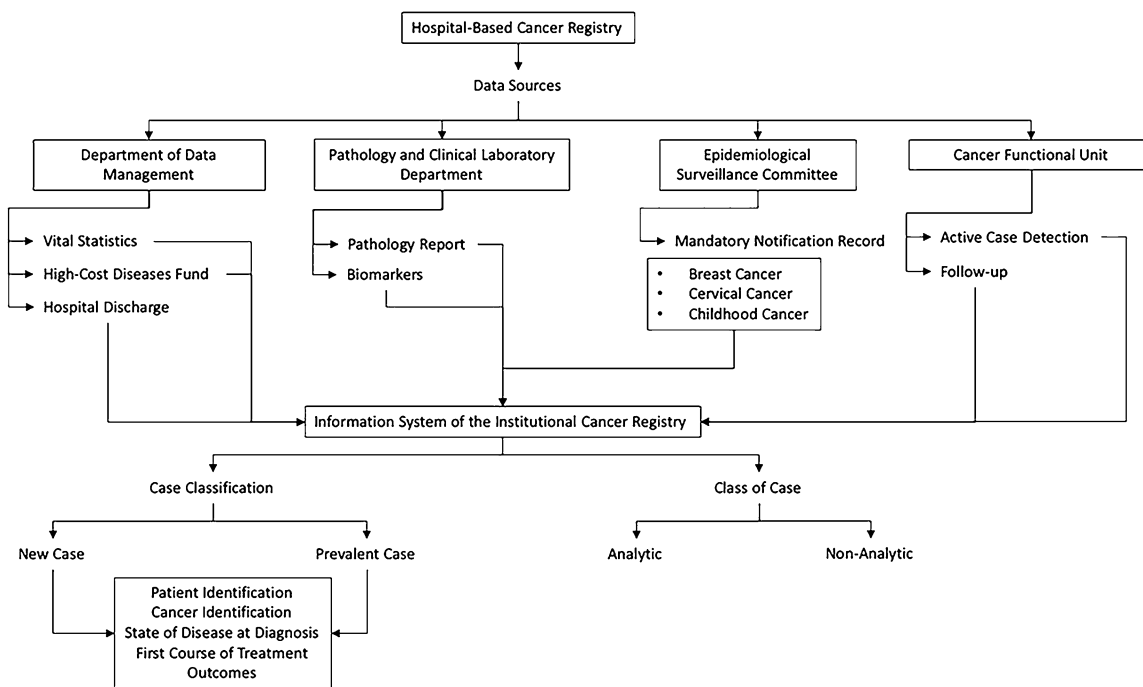 Hospital-Based Cancer Registry
Data Sources
Department of Data
Management
Pathology and Clinical Laboratory
Department
Epidemiological
Surveillance Committee
Cancer Functional Unit
Vital Statistics
High-Cost Diseases Fund
Hospital Discharge
Pathology Report
Biomarkers
Mandatory Notification Record
• Breast Cancer
• Cervical Cancer
• Childhood Cancer
Active Case Detection
Follow-up
Information System of the Institutional Cancer Registry
Case Classification
Class of Case
New Case
Prevalent Case
Analytic
Non-Analytic
Patient Identification
Cancer Identification
State of Disease at Diagnosis
First Course of Treatment
Outcomes